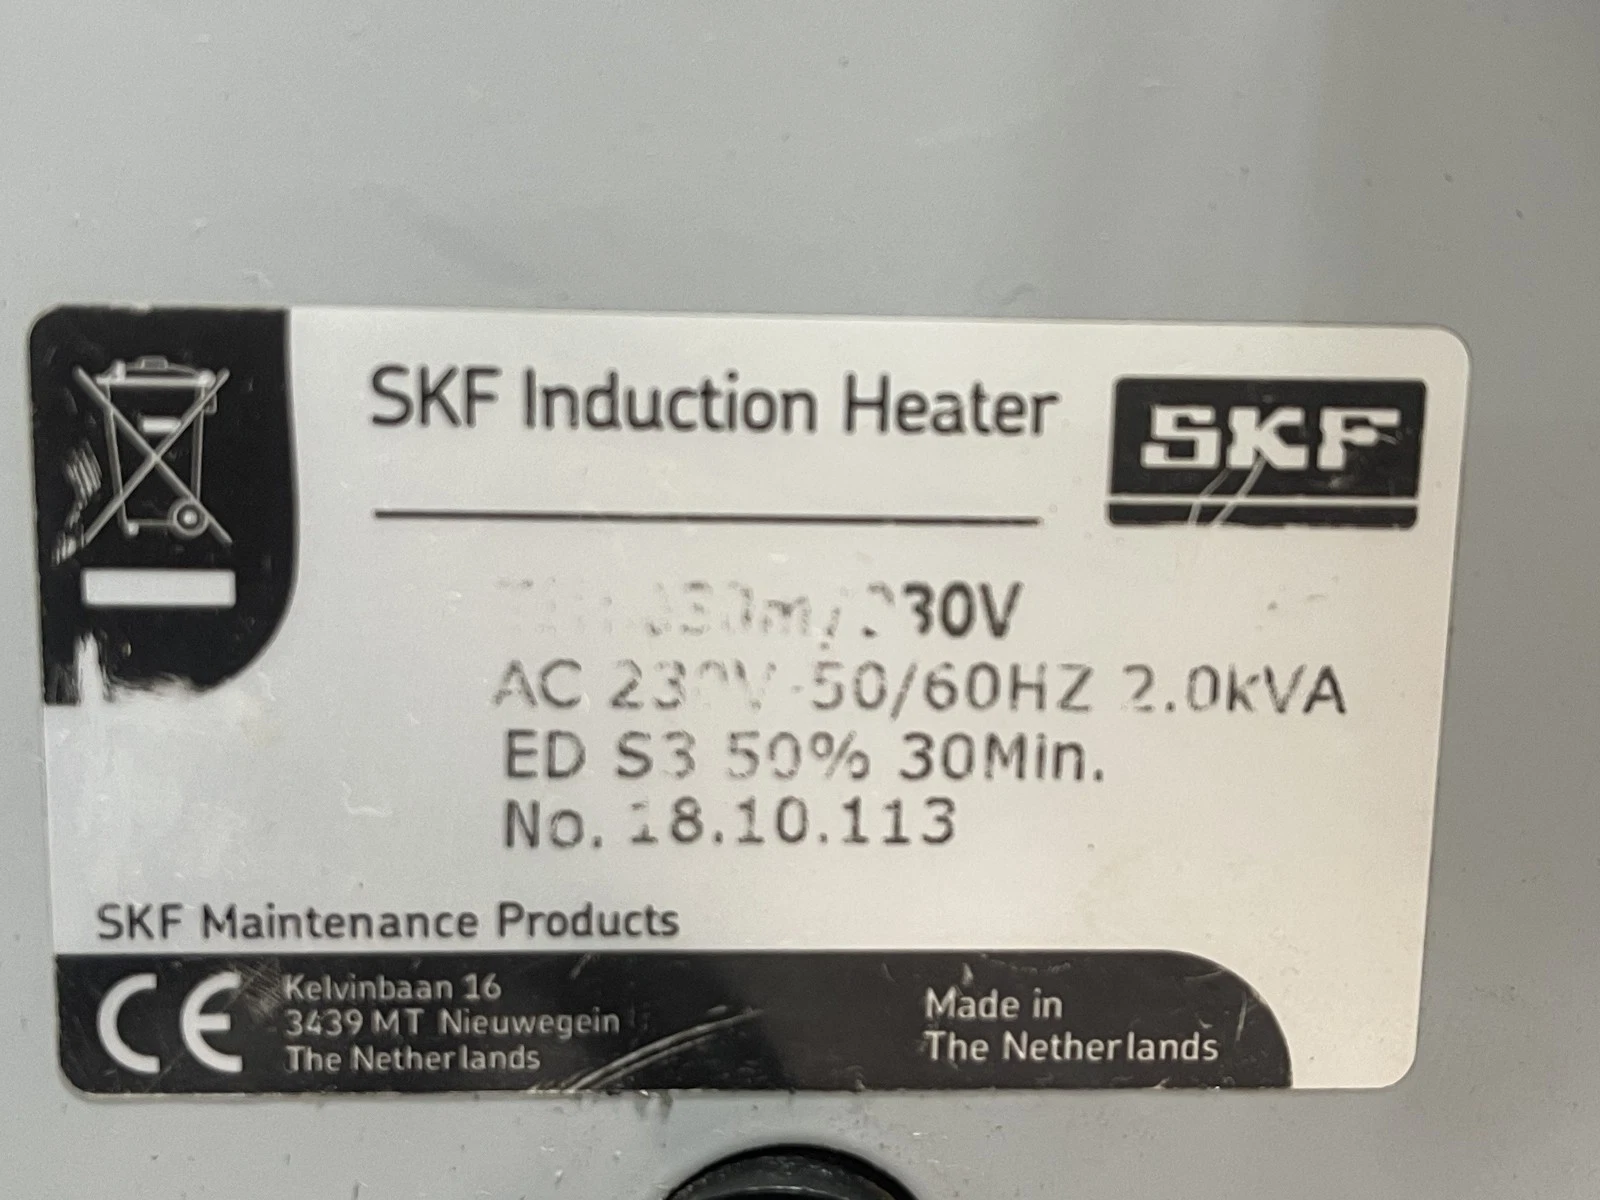 SKF Induction Heater
SKF
AC 230V-50/60HZ 2.0kVA
ED S3 50% 30Min.
No. 18.10.113
SKF Maintenance Products
CE
Kelvinbaan 16
3439 MT Nieuwegein
The Netherlands
Made in
The Netherlands